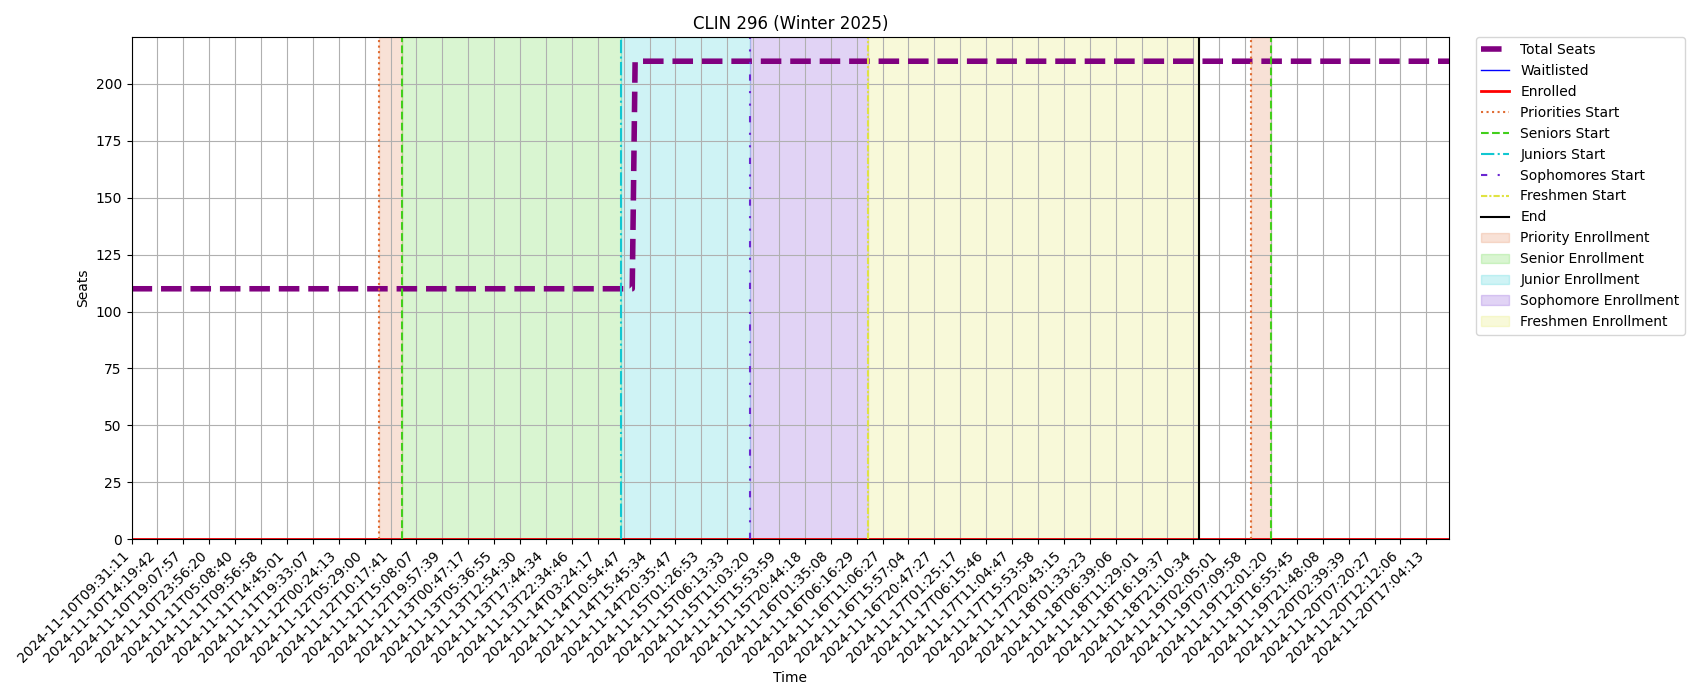 CLIN 296 (Winter 2025)
Total Seats
Waitlisted
Enrolled
Priorities Start
Seniors Start
Juniors Start
Sophomores Start
Freshmen Start
End
Priority Enrollment
Senior Enrollment
Junior Enrollment
Sophomore Enrollment
Freshmen Enrollment
Seats
200
175
150
125
100
75
50
25
0
2024-11-10T09:31:11
2024-11-10T14:19:42
2024-11-10T19:07:57
2024-11-10T23:56:20
2024-11-11T05:08:40
2024-11-11T09:56:58
2024-11-11T14:45:01
2024-11-11T19:33:07
2024-11-12T00:24:13
2024-11-12T05:29:00
2024-11-12T10:17:41
2024-11-12T15:08:07
2024-11-12T19:57:39
2024-11-13T00:47:17
2024-11-13T05:36:55
2024-11-13T12:54:30
2024-11-13T17:44:34
2024-11-13T22:34:46
2024-11-14T03:24:17
2024-11-14T10:54:47
2024-11-14T15:45:34
2024-11-14T20:35:47
2024-11-15T01:26:53
2024-11-15T06:13:33
2024-11-15T11:03:20
2024-11-15T15:53:59
2024-11-15T20:44:18
2024-11-16T01:35:08
2024-11-16T06:16:29
2024-11-16T11:06:27
2024-11-16T15:57:04
2024-11-16T20:47:27
2024-11-17T01:25:17
2024-11-17T06:15:46
2024-11-17T11:04:47
2024-11-17T15:53:58
2024-11-17T20:43:15
2024-11-18T01:33:23
2024-11-18T06:39:06
2024-11-18T11:29:01
2024-11-18T16:19:37
2024-11-18T21:10:34
2024-11-19T02:05:01
2024-11-19T07:09:58
2024-11-19T12:01:20
2024-11-19T16:55:45
2024-11-19T21:48:08
2024-11-20T02:39:39
2024-11-20T07:20:27
2024-11-20T12:12:06
2024-11-20T17:04:13
Time